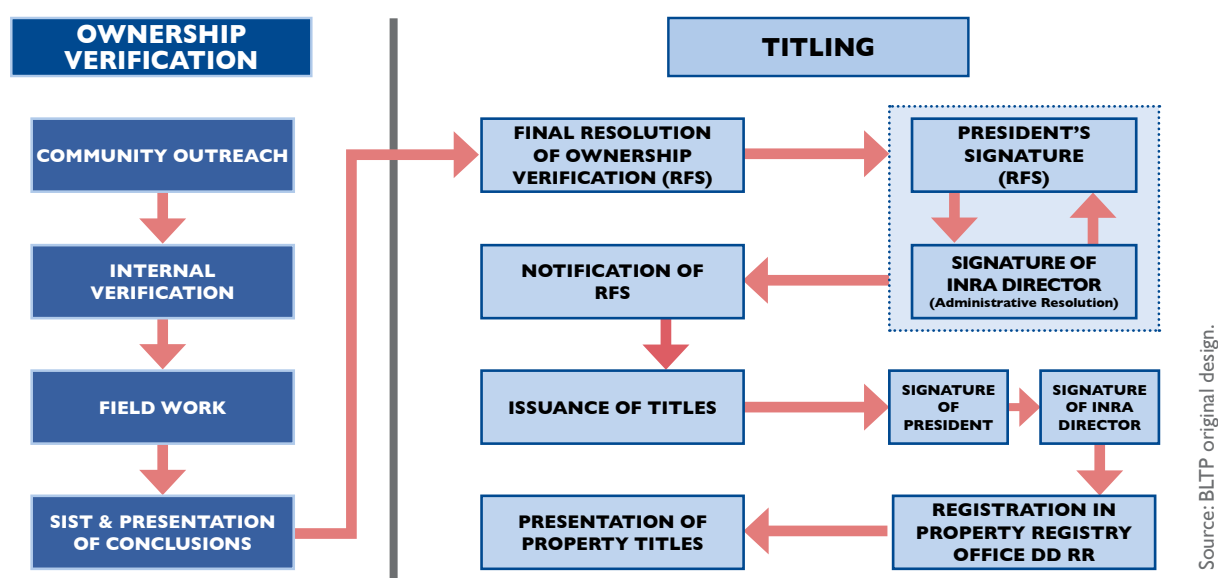 OWNERSHIP
VERIFICATION
COMMUNITY OUTREACH
INTERNAL
VERIFICATION
FIELD WORK
SIST & PRESENTATION
OF CONCLUSIONS
TITLING
FINAL RESOLUTION
OF OWNERSHIP
VERIFICATION (RFS)
PRESIDENT’S
SIGNATURE
(RFS)
SIGNATURE OF
INRA DIRECTOR
(Administrative Resolution)
NOTIFICATION OF
RFS
ISSUANCE OF TITLES
SIGNATURE
OF
PRESIDENT
SIGNATURE
OF INRA
DIRECTOR
REGISTRATION IN
PROPERTY REGISTRY
OFFICE DD RR
PRESENTATION OF
PROPERTY TITLES
Source: BLTP original design.